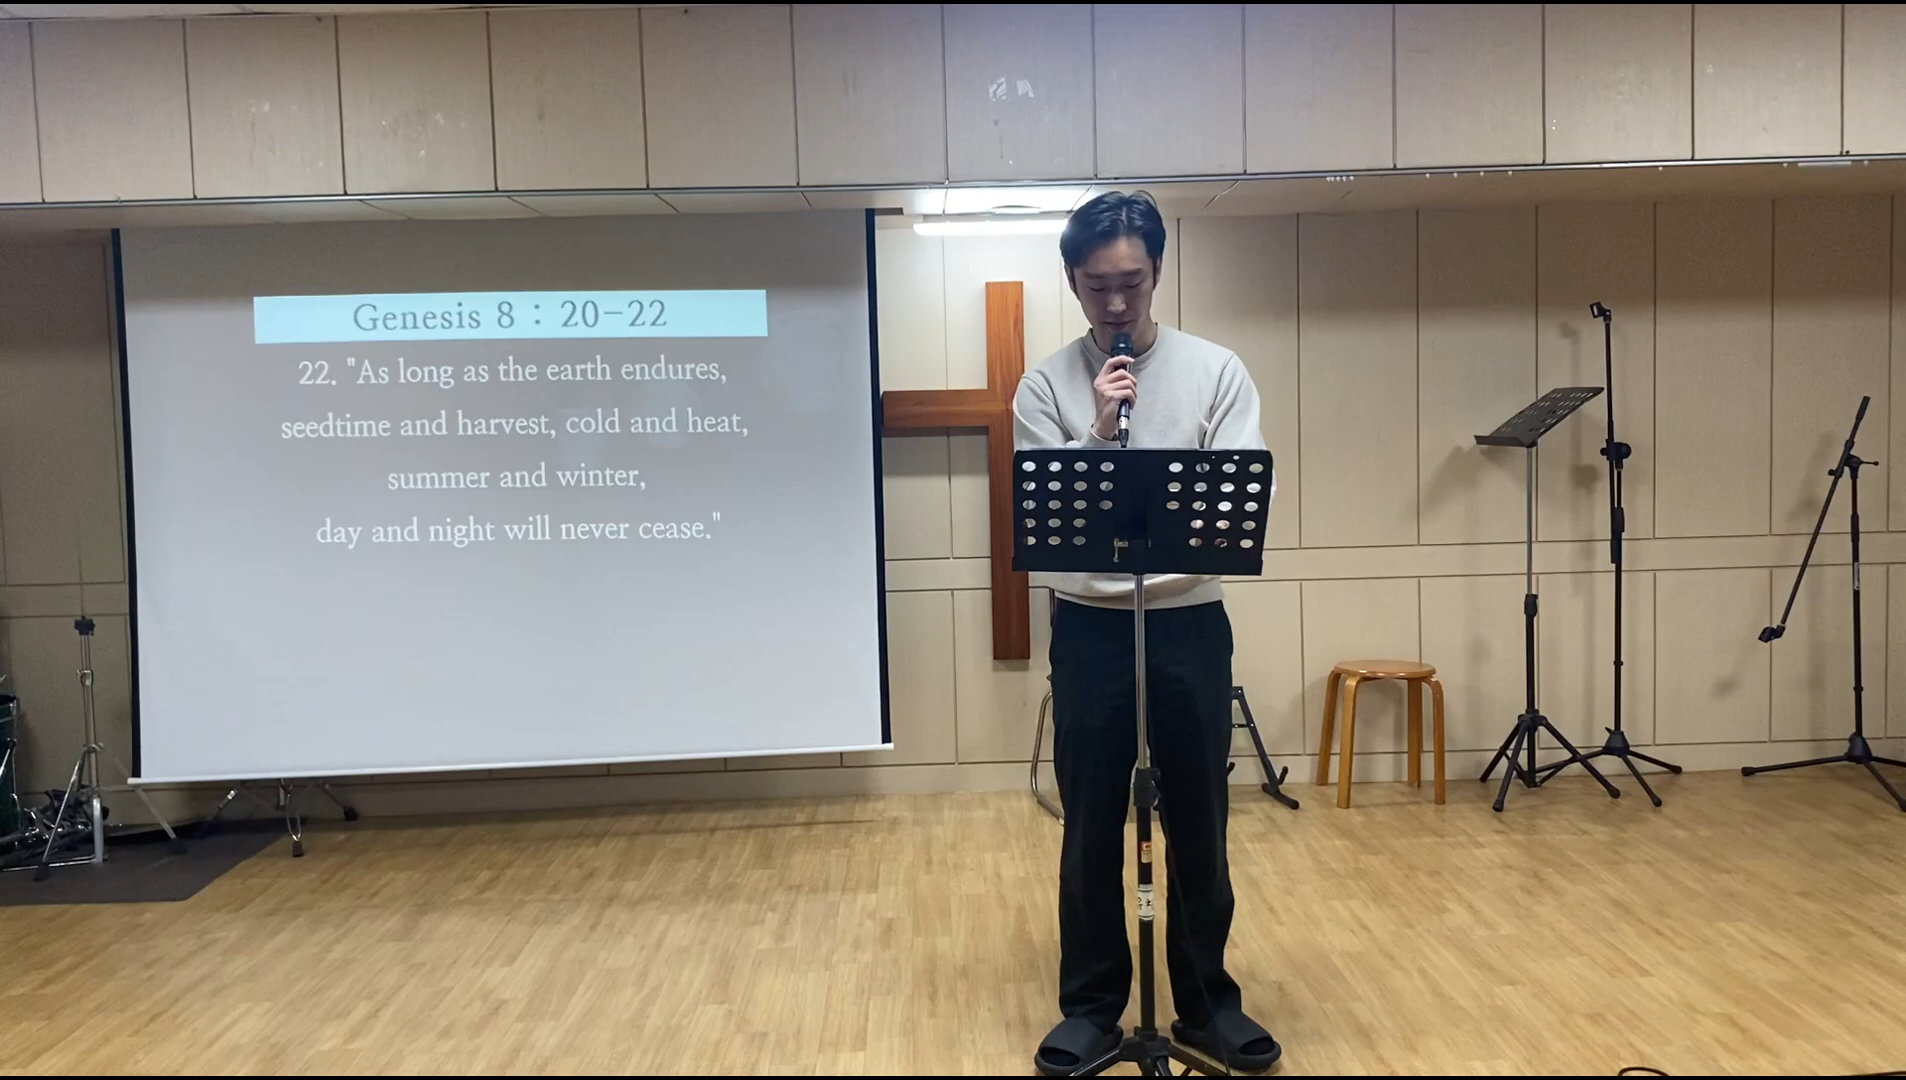 Genesis 8 : 20-22
22. "As long as the earth endures,
seedtime and harvest, cold and heat,
summer and winter,
day and night will never cease."